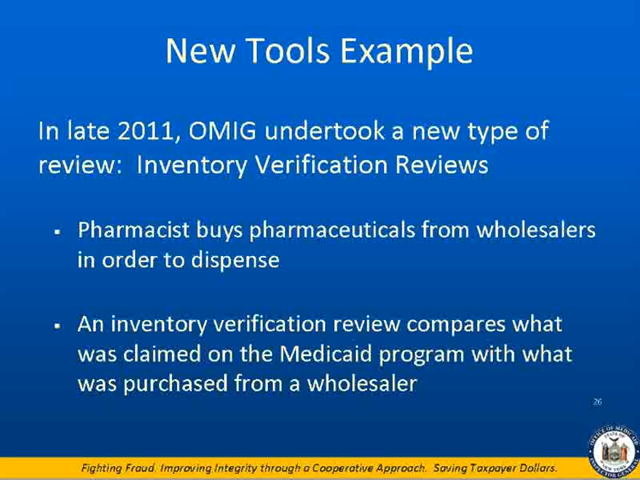 New Tools Example
In late 2011, OMIG undertook a new type of
review: Inventory Verification Reviews
▪ Pharmacist buys pharmaceuticals from wholesalers
in order to dispense
▪ An inventory verification review compares what
was claimed on the Medicaid program with what
was purchased from a wholesaler
26
Fighting Fraud. Improving Integrity through a Cooperative Approach. Saving Taxpayer Dollars.